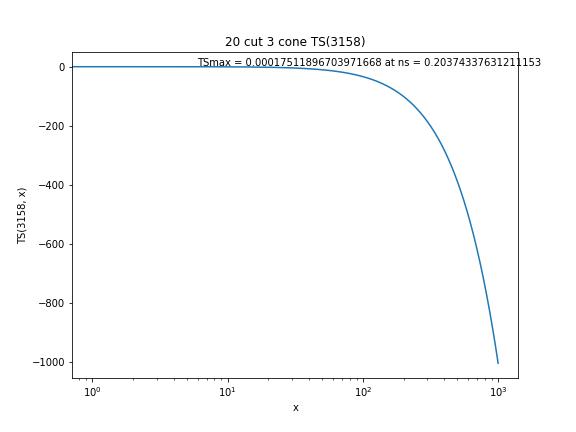 20 cut 3 cone TS(3158)
TSmax = 0.00017511896703971668 at ns = 0.20374337631211153
0
−200
−400
−600
−800
−1000
TS(3158, x)
10⁰ 10¹ 10² 10³
x